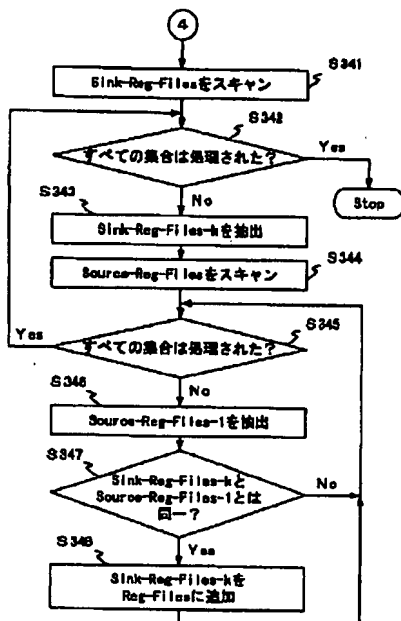 4
Sink-Reg-Filesをスキャン
S341
すべての集合は処理された?
S342
Yes
Stop
No
S343
Sink-Reg-Files-kを抽出
Source-Reg-Filesをスキャン
S344
すべての集合は処理された?
S345
Yes
No
S346
Source-Reg-Files-lを抽出
S347
Sink-Reg-Files-kと
Source-Reg-Files-lとは
同一?
No
Yes
S348
Sink-Reg-Files-kを
Reg-Filesに追加